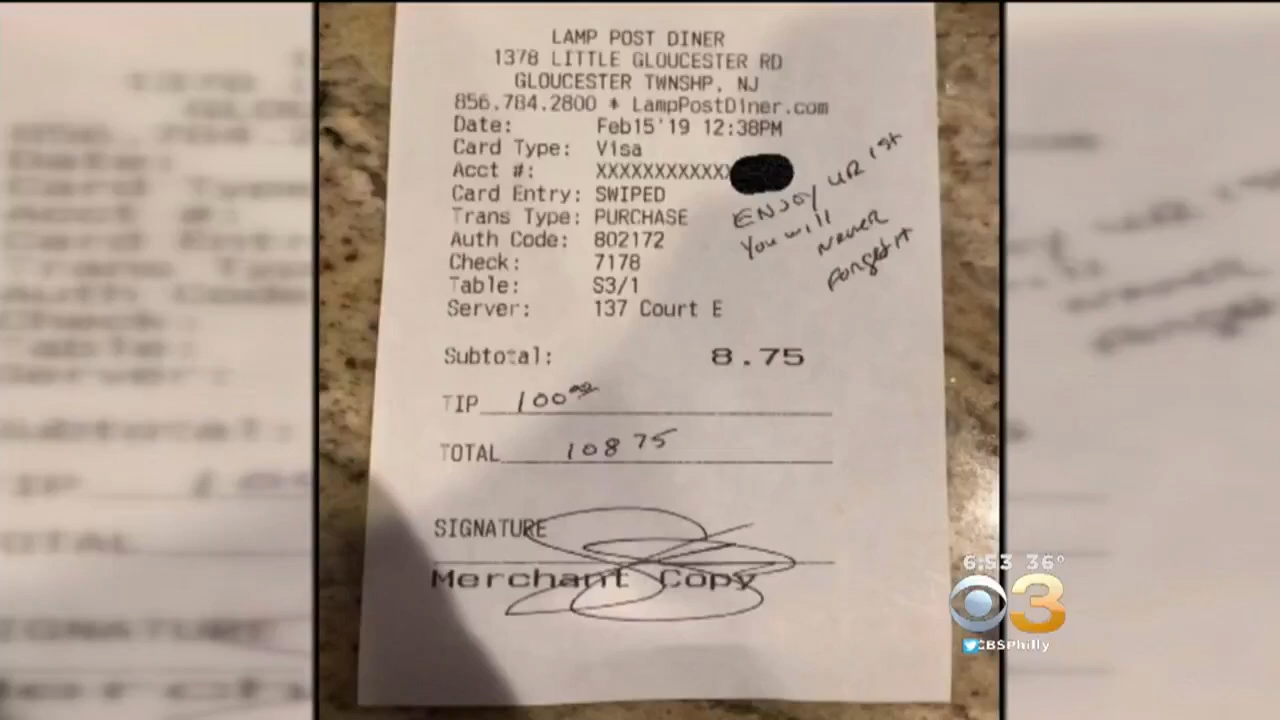 LAMP POST DINER
1378 LITTLE GLOUCESTER RD
GLOUCESTER TWNSHP, NJ
856.784.2800 * LampPostDiner.com
Date: Feb15'19 12:38PM
Card Type: Visa
Acct #: XXXXXXXXXXXX
Card Entry: SWIPED
Trans Type: PURCHASE
Auth Code: 802172
Check: 7178
Table: S3/1
Server: 137 Court E
ENJOY UR 1st
You will
Never
Forget it
Subtotal: 8.75
TIP 100.00
TOTAL 108 75
SIGNATURE
Merchant Copy
6:53 36°
3
CBSPhilly